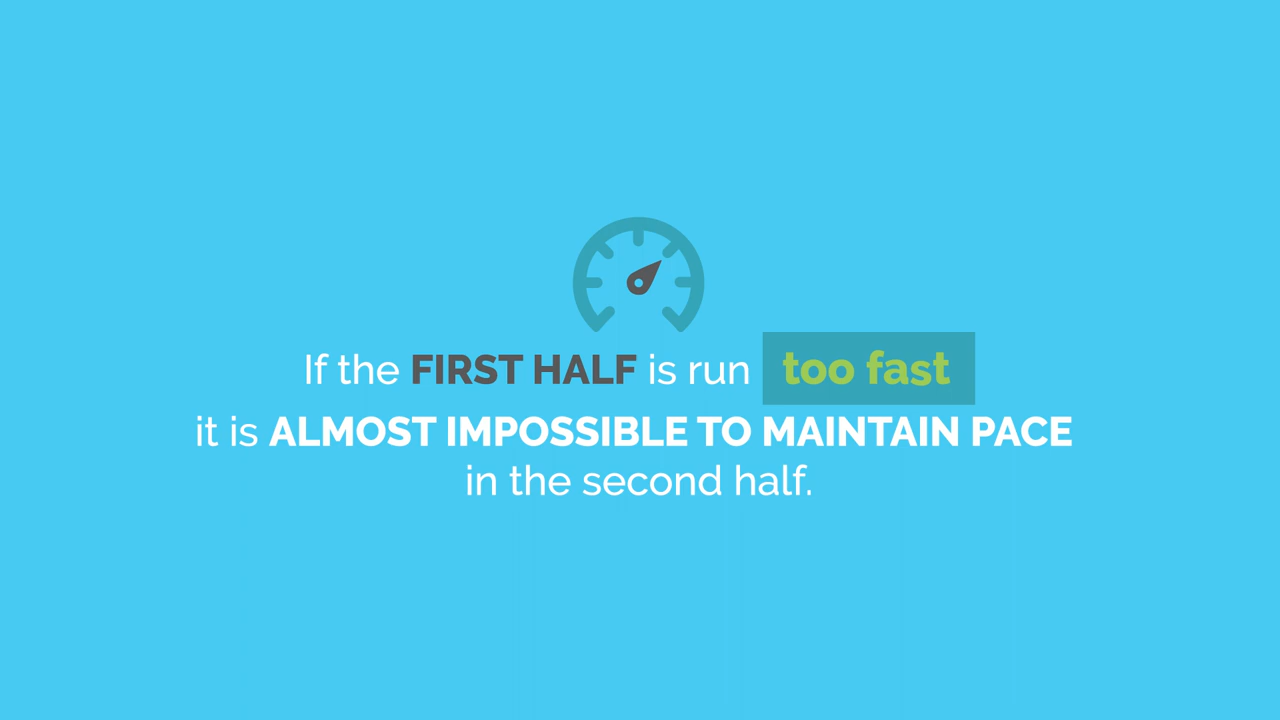 If the FIRST HALF is run too fast
it is ALMOST IMPOSSIBLE TO MAINTAIN PACE
in the second half.